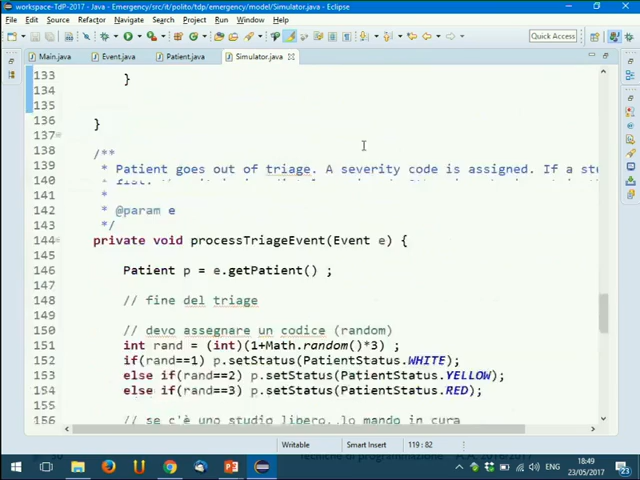 workspace-TdP-2017 - Java - Emergency/src/it/polito/tdp/emergency/model/Simulator.java - Eclipse
File Edit Source Refactor Navigate Search Project Run Window Help
Quick Access
Main.java Event.java Patient.java Simulator.java
133 }
134
135
136 }
137
138 /**
139 * Patient goes out of triage. A severity code is assigned. If a stu
140
141 *
142 * @param e
143 */
144 private void processTriageEvent(Event e) {
145
146 Patient p = e.getPatient() ;
147
148 // fine del triage
149
150 // devo assegnare un codice (random)
151 int rand = (int)(1+Math.random()*3) ;
152 if(rand==1) p.setStatus(PatientStatus.WHITE);
153 else if(rand==2) p.setStatus(PatientStatus.YELLOW);
154 else if(rand==3) p.setStatus(PatientStatus.RED);
155
156 // se c'è uno studio libero, lo mando in cura
Writable Smart Insert 119 : 82
18:49
23/05/2017
23